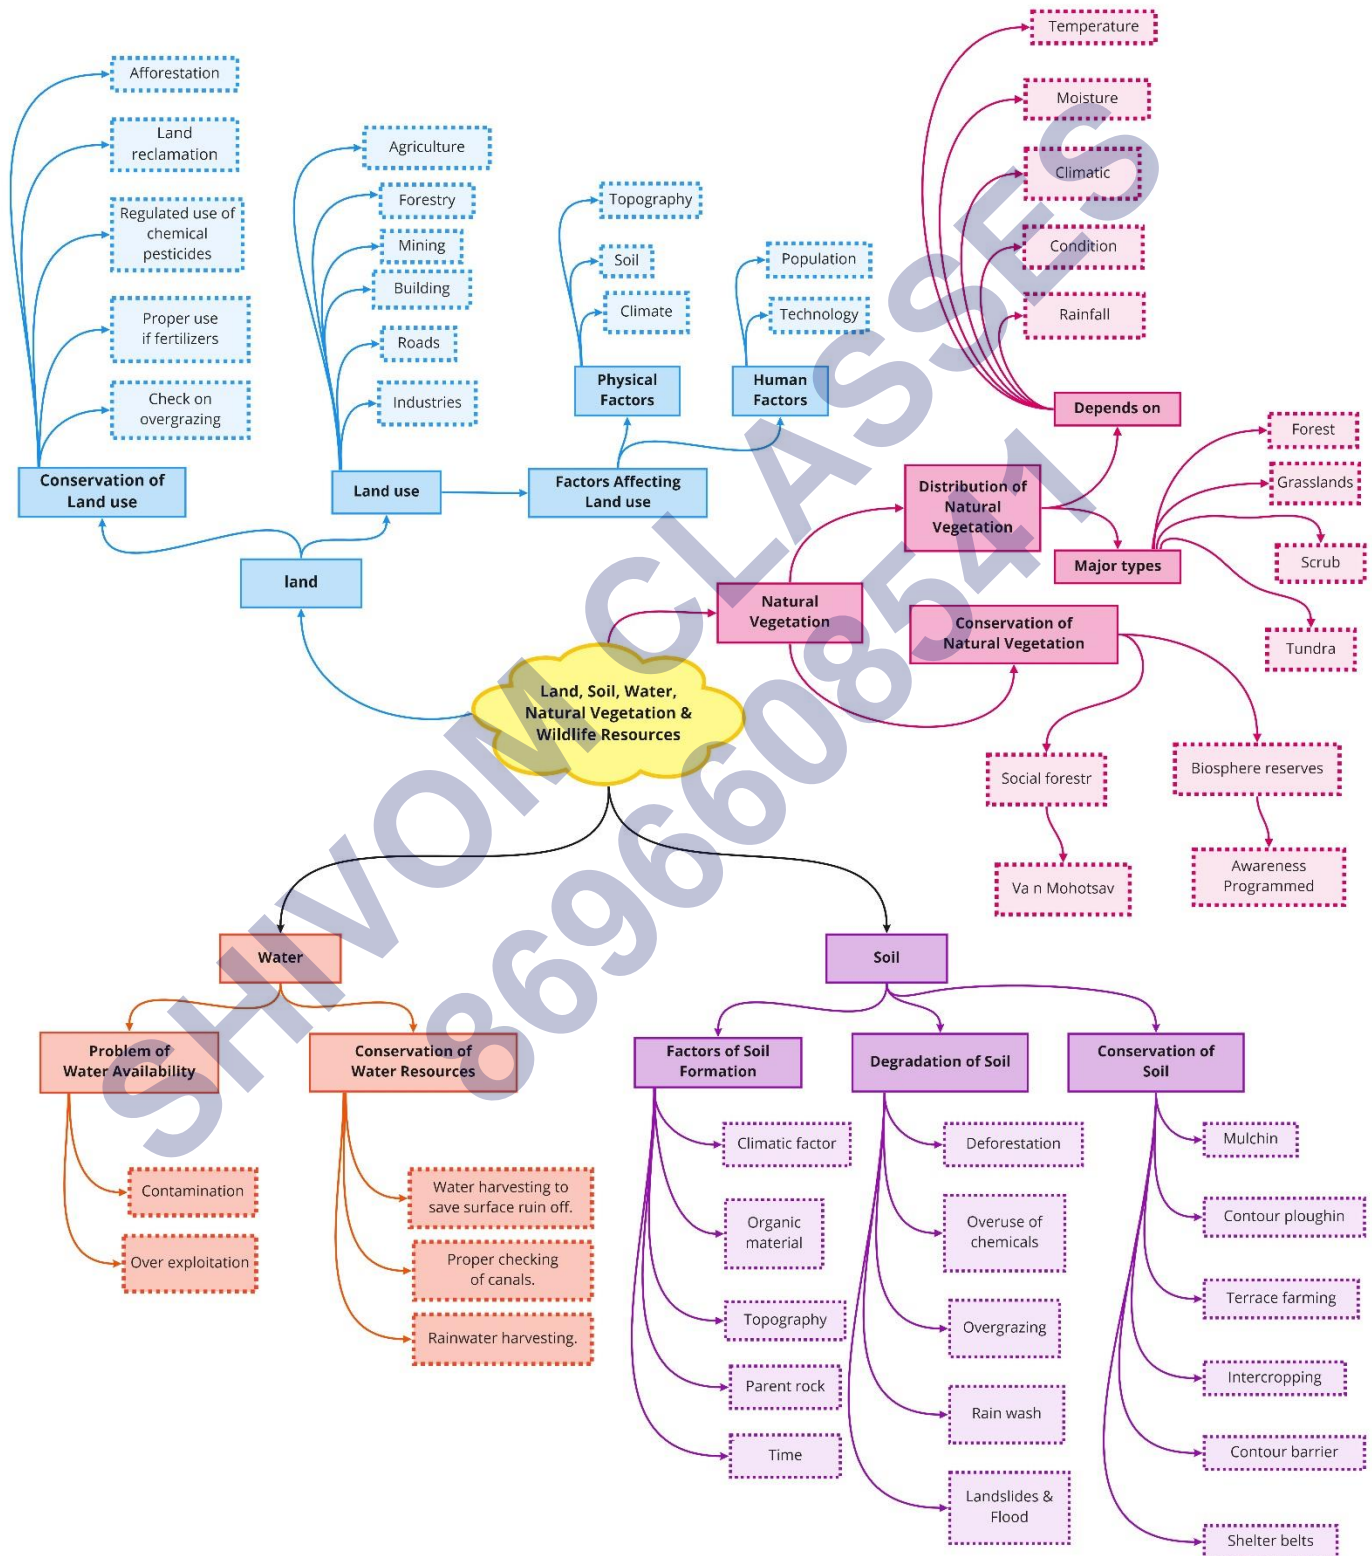 Temperature
Moisture
Climatic
Condition
Rainfall
Depends on
Afforestation
Land
reclamation
Regulated use of
chemical
pesticides
Proper use
if fertilizers
Check on
overgrazing
Conservation of
Land use
Agriculture
Forestry
Mining
Building
Roads
Industries
Land use
Topography
Soil
Climate
Physical
Factors
Population
Technology
Human
Factors
Factors Affecting
Land use
land
Forest
Grasslands
Scrub
Tundra
Major types
Distribution of
Natural
Vegetation
Natural
Vegetation
Conservation of
Natural Vegetation
Social forestr
Va n Mohotsav
Biosphere reserves
Awareness
Programmed
Land, Soil, Water,
Natural Vegetation &
Wildlife Resources
Water
Problem of
Water Availability
Contamination
Over exploitation
Conservation of
Water Resources
Water harvesting to
save surface ruin off.
Proper checking
of canals.
Rainwater harvesting.
Soil
Factors of Soil
Formation
Climatic factor
Organic
material
Topography
Parent rock
Time
Degradation of Soil
Deforestation
Overuse of
chemicals
Overgrazing
Rain wash
Landslides &
Flood
Conservation of
Soil
Mulchin
Contour ploughin
Terrace farming
Intercropping
Contour barrier
Shelter belts
SHIVOM CLASSES
8696608541